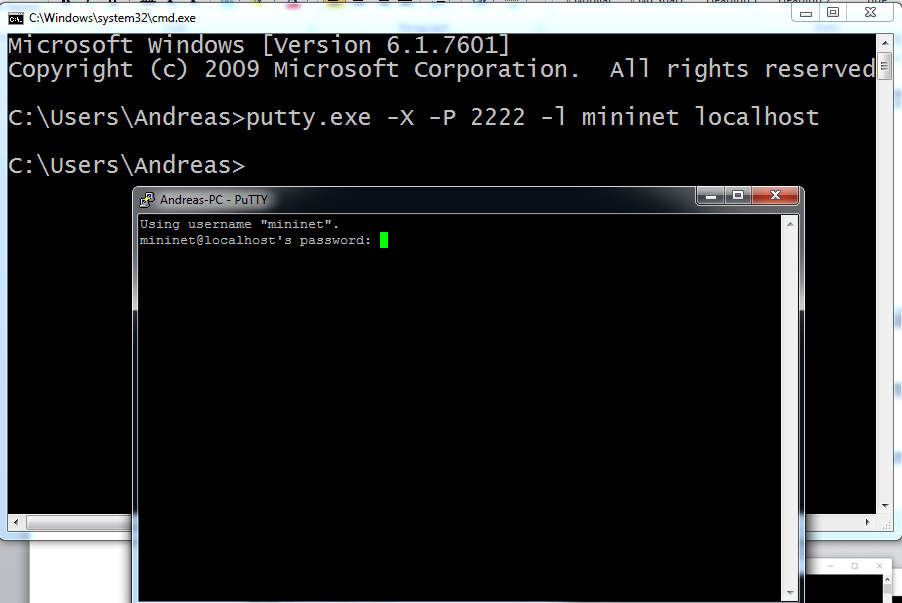 C:\Windows\system32\cmd.exe
Microsoft Windows [Version 6.1.7601]
Copyright (c) 2009 Microsoft Corporation.  All rights reserved
C:\Users\Andreas>putty.exe -X -P 2222 -l mininet localhost
C:\Users\Andreas>
Andreas-PC - PuTTY
Using username "mininet".
mininet@localhost's password: